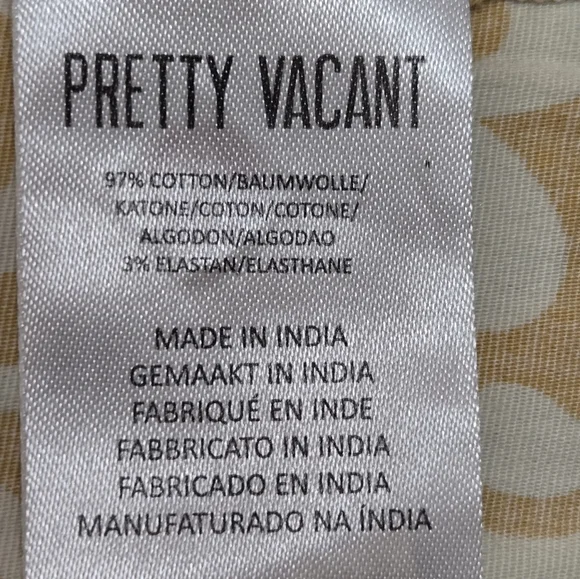 PRETTY VACANT
97% COTTON/BAUMWOLLE/
KATONE/COTON/COTONE/
ALGODON/ALGODAO
3% ELASTAN/ELASTHANE
MADE IN INDIA
GEMAAKT IN INDIA
FABRIQUÉ EN INDE
FABBRICATO IN INDIA
FABRICADO EN INDIA
MANUFATURADO NA ÍNDIA